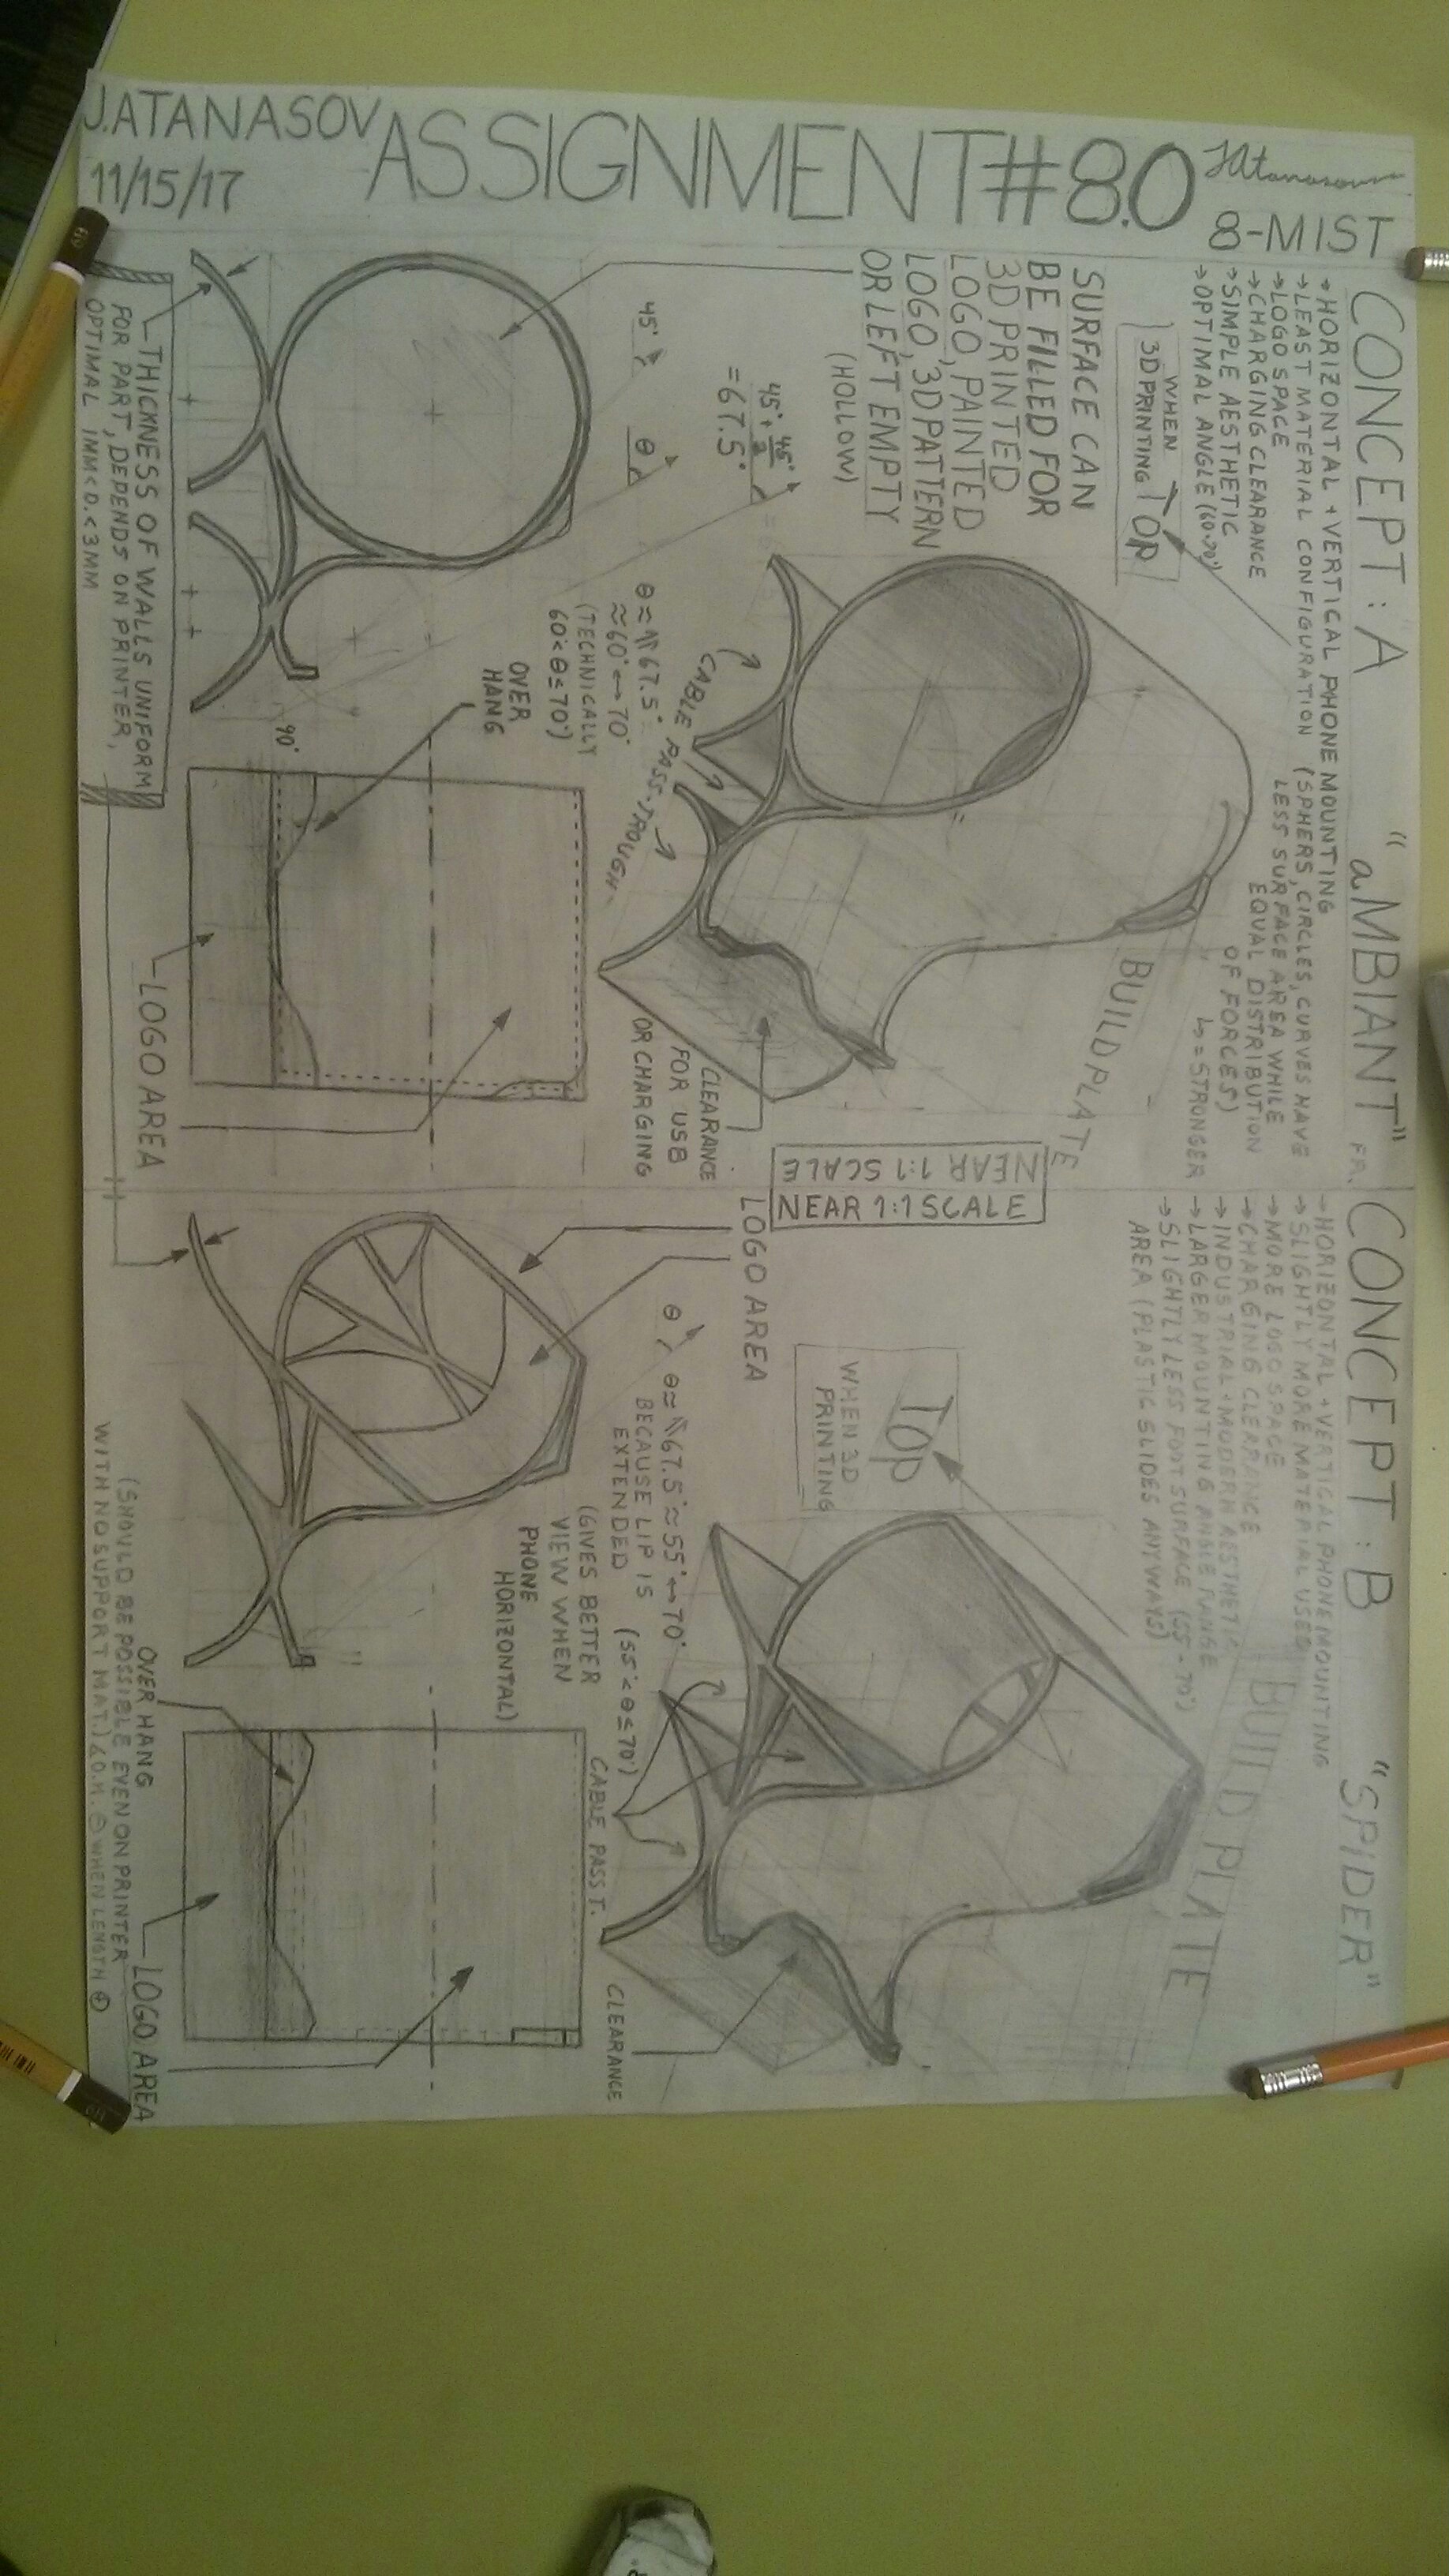 J. ATANASOV
11/15/17
ASSIGNMENT #8.0
8-MIST
CONCEPT: A
"aMBIANT" FR.
→ HORIZONTAL + VERTICAL PHONE MOUNTING
→ LEAST MATERIAL CONFIGURATION (SPHERS, CIRCLES, CURVES HAVE
LESS SURFACE AREA WHILE
EQUAL DISTRIBUTION
OF FORCES)
↳ = STRONGER
→ LOGO SPACE
→ CHARGING CLEARANCE
→ SIMPLE AESTHETIC
→ OPTIMAL ANGLE (60-70°)
WHEN
3D PRINTING
TOP
BUILD PLATE
SURFACE CAN
BE FILLED FOR
3D PRINTED
LOGO, PAINTED
LOGO, 3D PATTERN
OR LEFT EMPTY
(HOLLOW)
45° + 45°/2
= 67.5°
45°
θ
θ ≈ 67.5°
≈ 60° ↔ 70°
(TECHNICALLY
60° < θ ≤ 70°)
CABLE PASS-TROUGH
CLEARANCE
FOR USB
OR CHARGING
OVER
HANG
90°
LOGO AREA
THICKNESS OF WALLS UNIFORM
FOR PART, DEPENDS ON PRINTER,
OPTIMAL 1MM < D. < 3MM
NEAR 1:1 SCALE
NEAR 1:1 SCALE
CONCEPT: B
"SPIDER"
→ HORIZONTAL + VERTICAL PHONE MOUNTING
→ SLIGHTLY MORE MATERIAL USED
→ MORE LOGO SPACE
→ CHARGING CLEARINCE
→ INDUSTRIAL + MODERN AESTHETIC
→ LARGER MOUNTING ANGLE RANGE
→ SLIGHTLY LESS FOOT SURFACE (55-70°)
AREA (PLASTIC SLIDES ANYWAYS)
BUILD PLATE
TOP
WHEN 3D
PRINTING
LOGO AREA
θ
θ ≈ 67.5° ≈ 55° ↔ 70°
BECAUSE LIP IS
EXTENDED
(55° < θ ≤ 70°)
(GIVES BETTER
VIEW WHEN
PHONE
HORIZONTAL)
CABLE PASS T.
CLEARANCE
OVER HANG
(SHOULD BE POSSIBLE EVEN ON PRINTER
WITH NO SUPPORT MAT.)
WHEN LENGTH
LOGO AREA